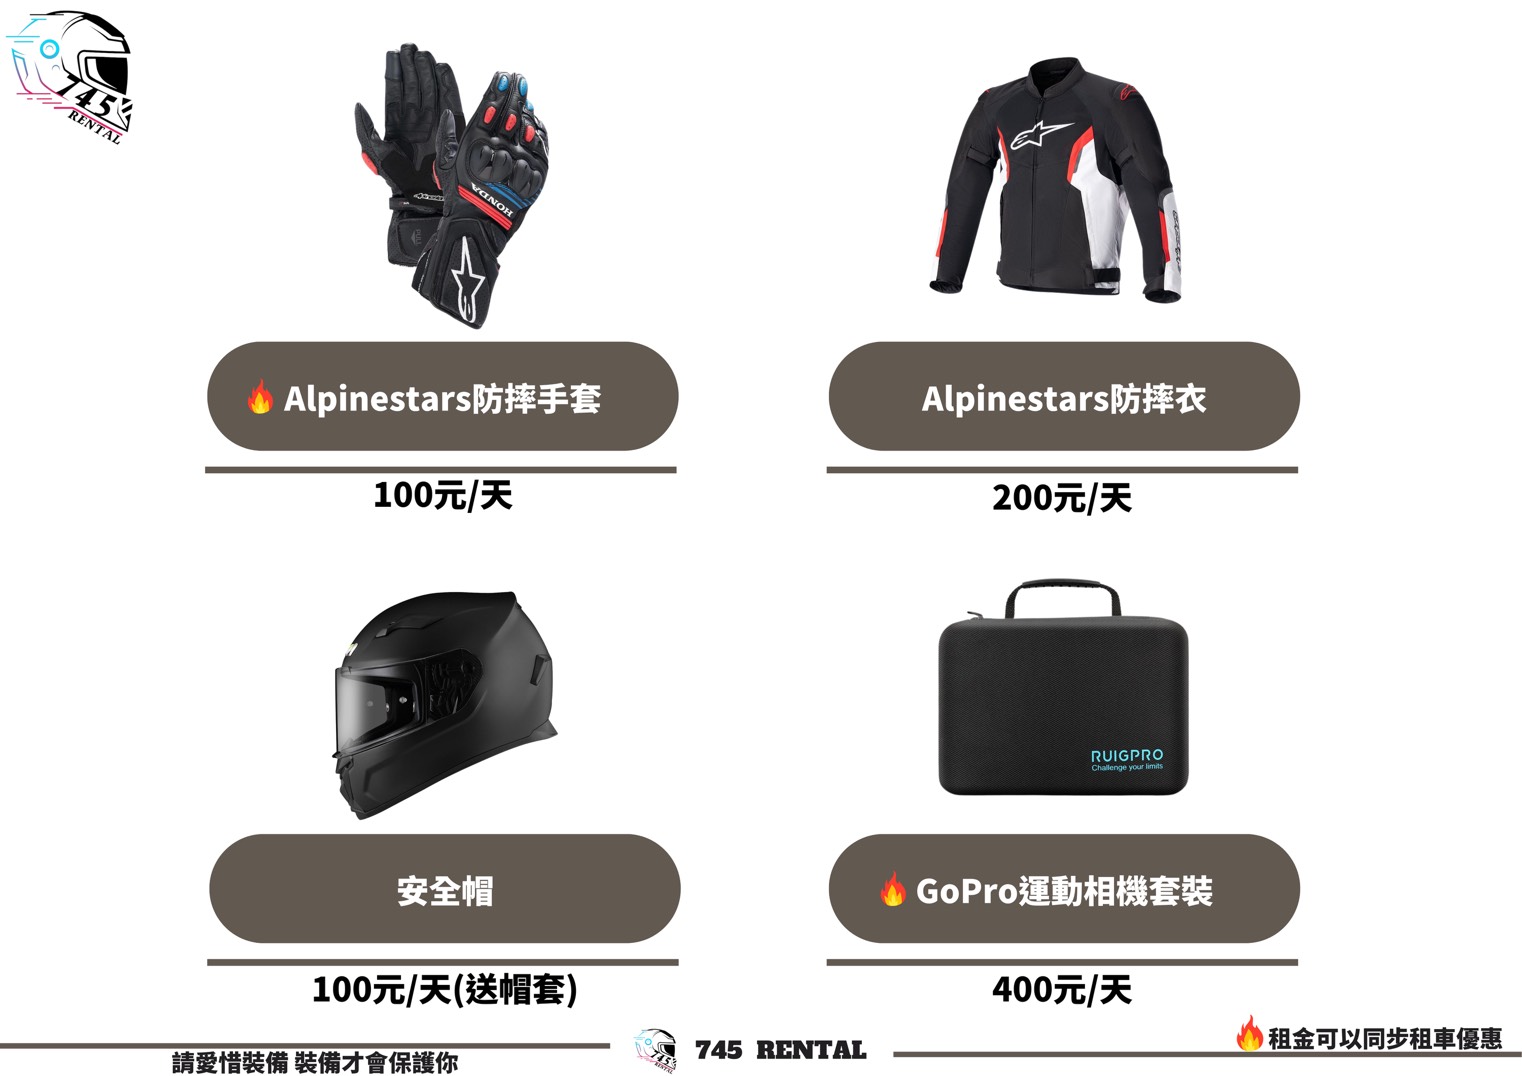 745
RENTAL
HONDA
🔥 Alpinestars防摔手套
Alpinestars防摔衣
100元/天
200元/天
RUIGPRO
Challenge your limits
安全帽
🔥 GoPro運動相機套裝
100元/天(送帽套)
400元/天
請愛惜裝備 裝備才會保護你
745
RENTAL
745 RENTAL
🔥租金可以同步租車優惠